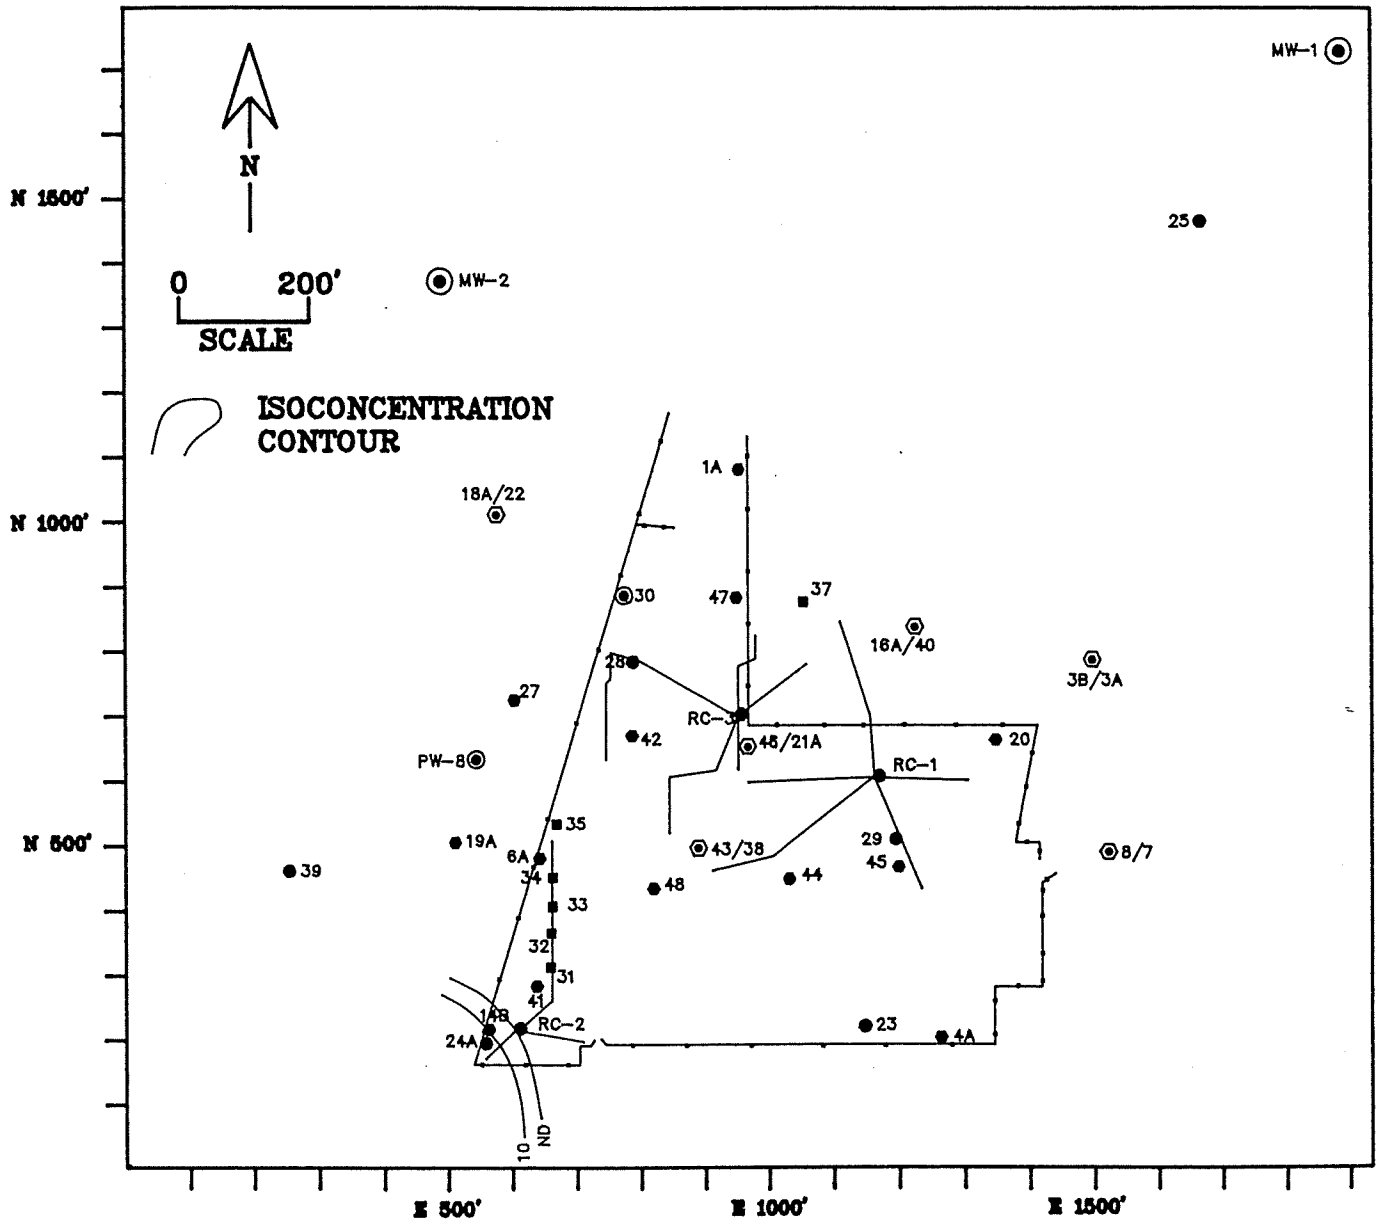 MW-1
N
N 1500'
25
0 200'
MW-2
SCALE
ISOCONCENTRATION
CONTOUR
1A
18A/22
N 1000'
30
47
37
16A/40
28
3B/3A
27
RC-3
42
46/21A
20
PW-8
RC-1
35
29
N 500'
19A
6A
43/38
8/7
39
34
48
44
45
33
32
31
41
14B
RC-2
23
24A
4A
10
ND
E 500'
E 1000'
E 1500'